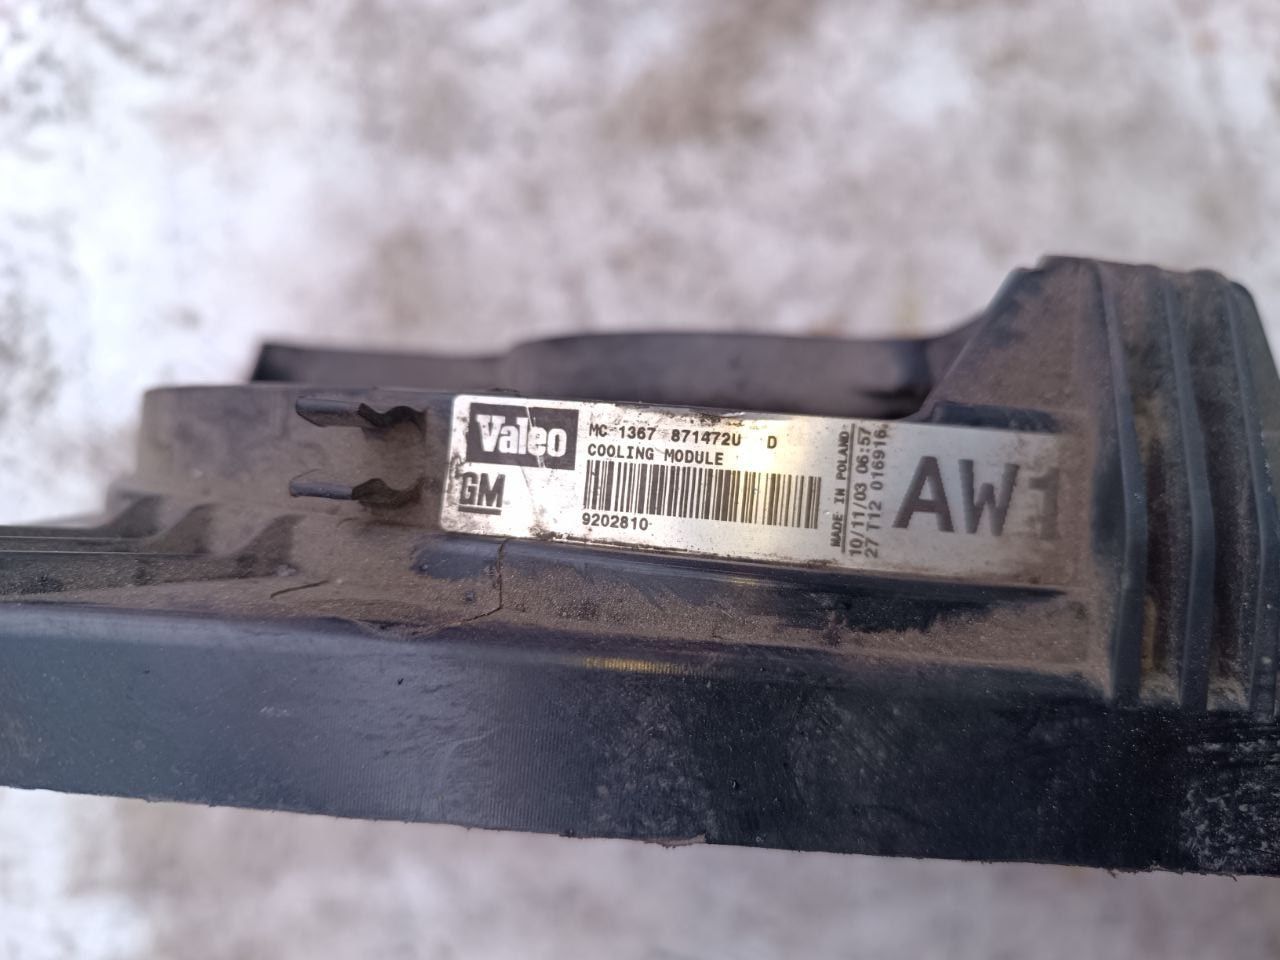 Valeo
GM
MC 1367 871472U D
COOLING MODULE
9202810
MADE IN POLAND
10/11/03 06:57
27 T12 016916
AW1